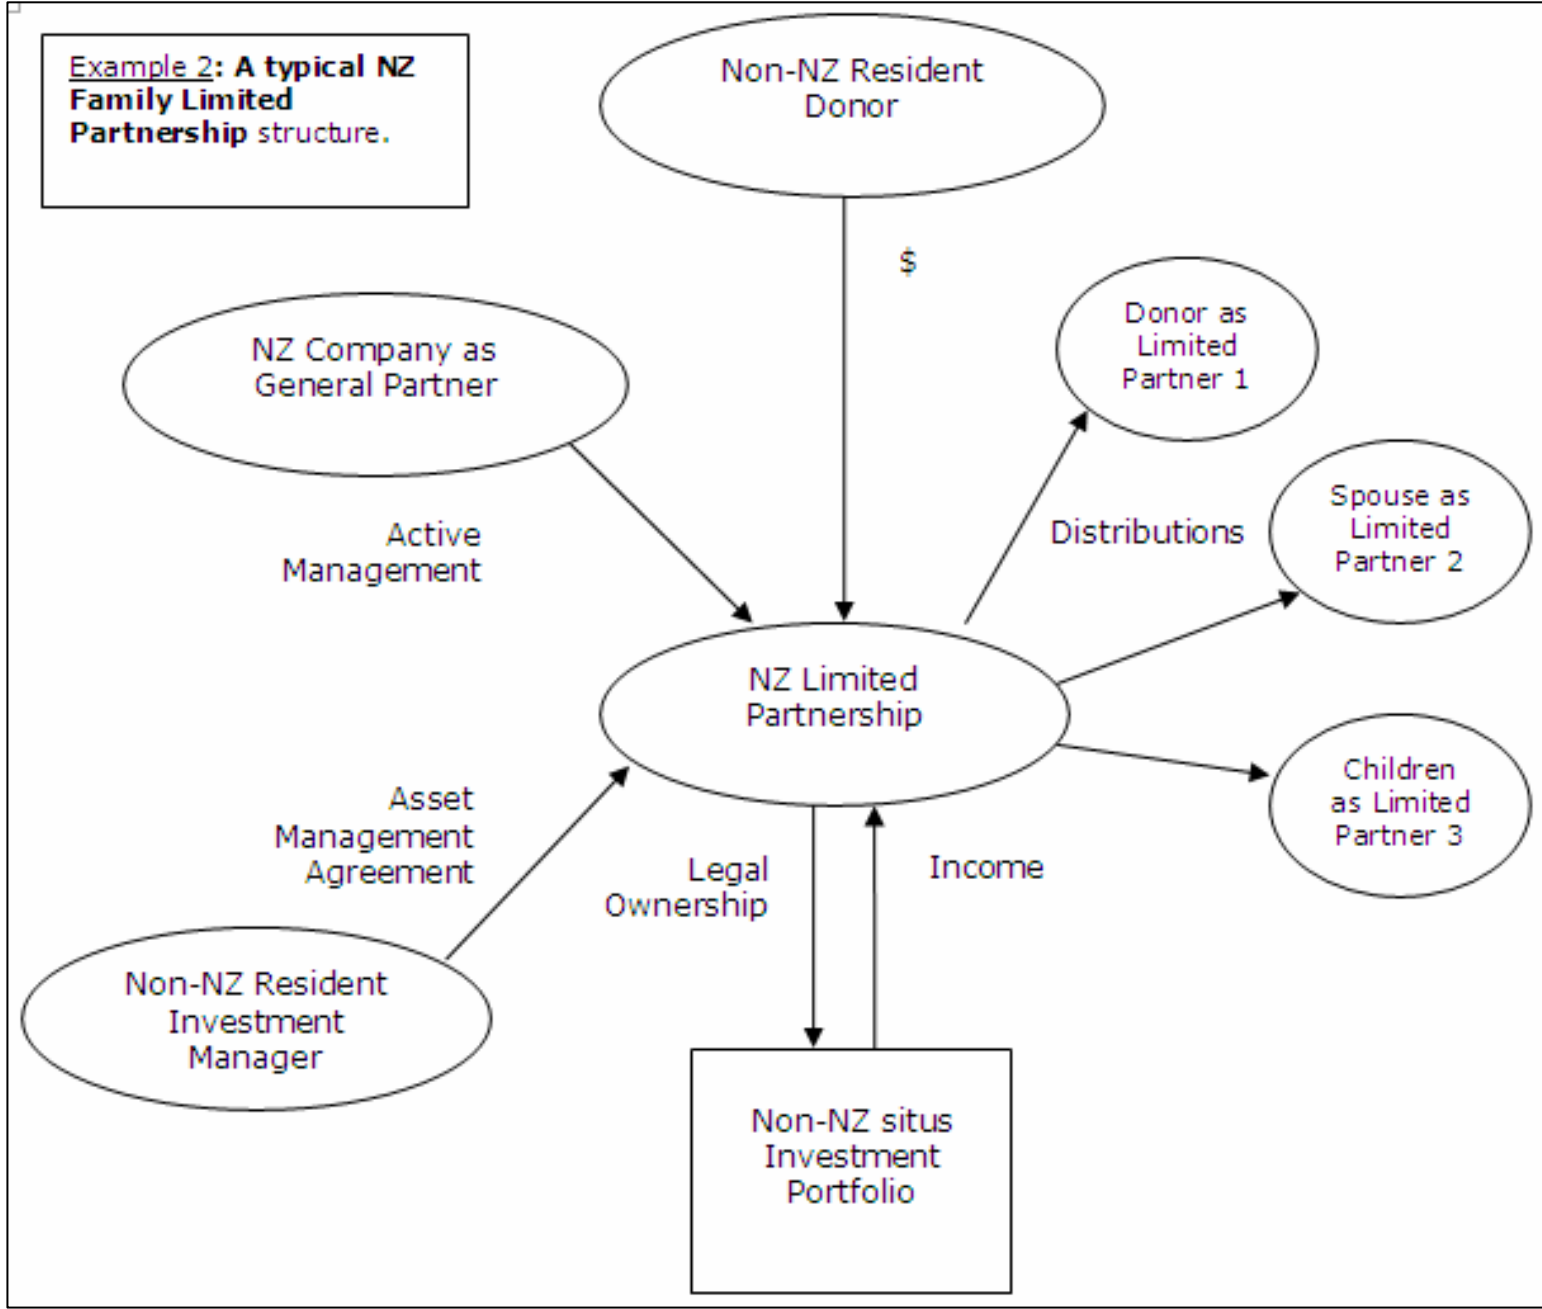 Example 2: A typical NZ
Family Limited
Partnership structure.
Non-NZ Resident
Donor
$
NZ Company as
General Partner
Donor as
Limited
Partner 1
Active
Management
Distributions
Spouse as
Limited
Partner 2
NZ Limited
Partnership
Children
as Limited
Partner 3
Asset
Management
Agreement
Legal
Ownership
Income
Non-NZ Resident
Investment
Manager
Non-NZ situs
Investment
Portfolio